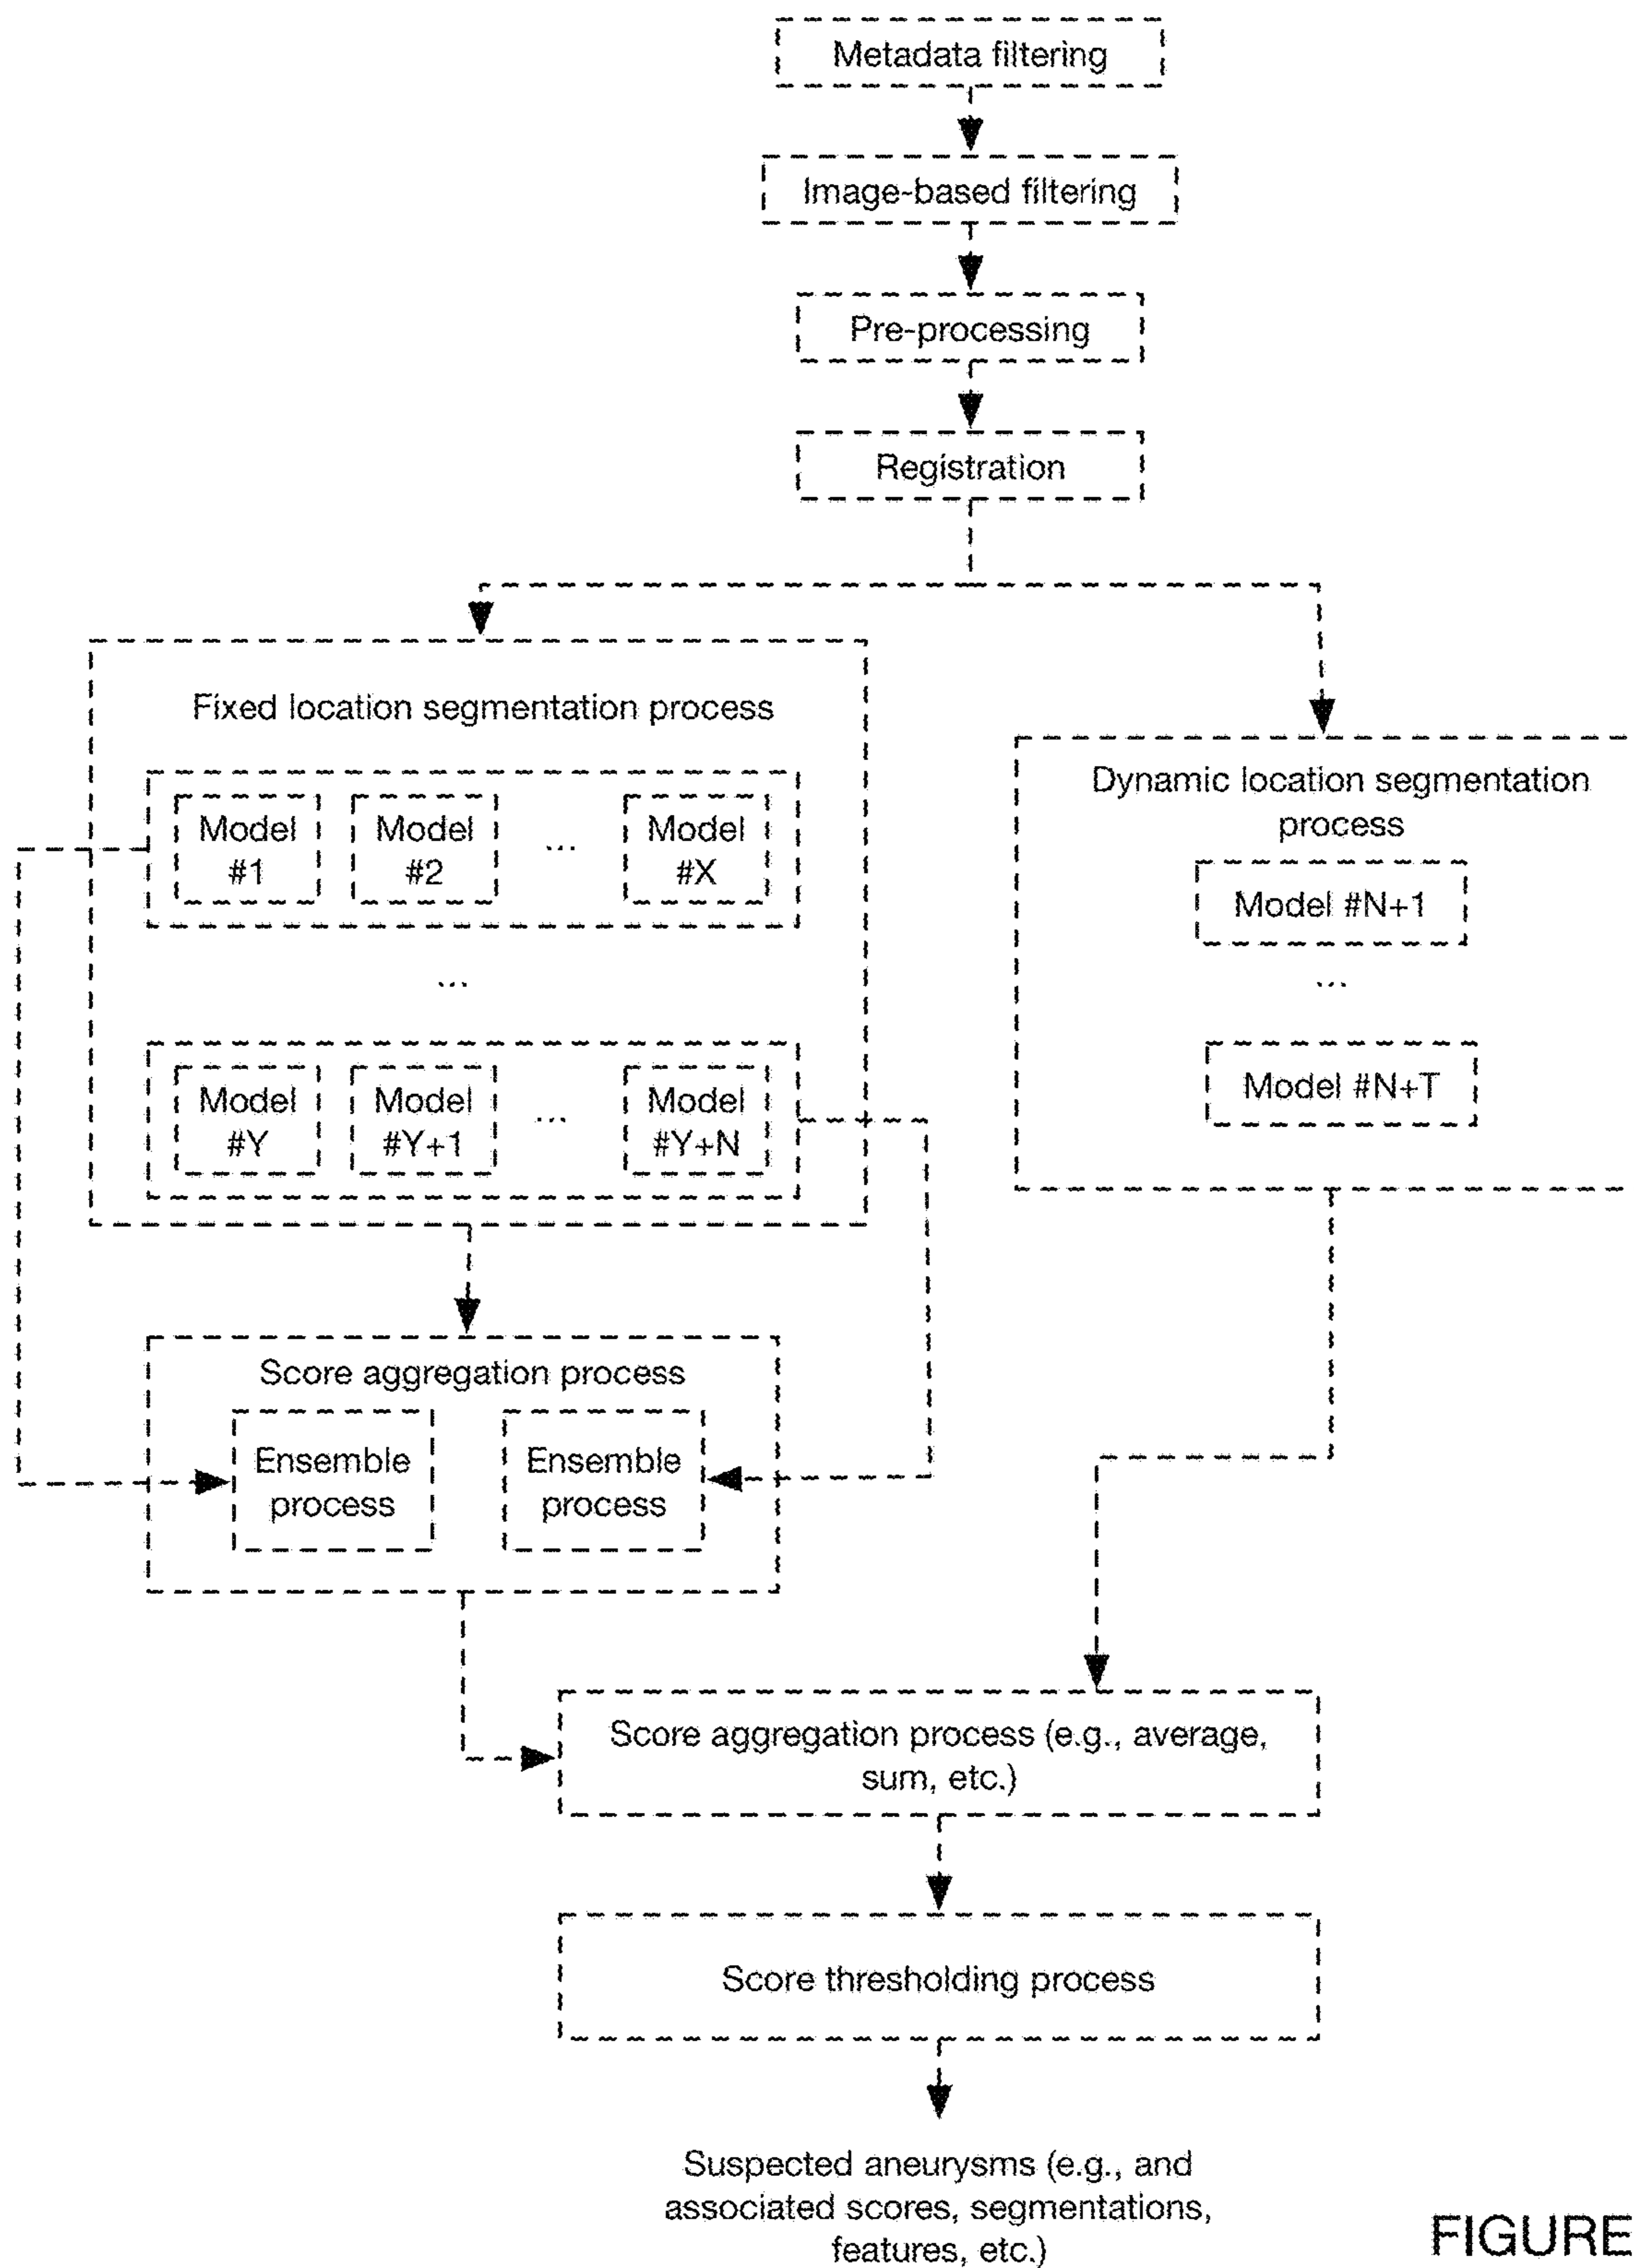 Metadata filtering
Image-based filtering
Pre-processing
Registration
Fixed location segmentation process
Model
#1
Model
#2
...
Model
#X
...
Model
#Y
Model
#Y+1
...
Model
#Y+N
Dynamic location segmentation
process
Model #N+1
...
Model #N+T
Score aggregation process
Ensemble
process
Ensemble
process
Score aggregation process (e.g., average,
sum, etc.)
Score thresholding process
Suspected aneurysms (e.g., and
associated scores, segmentations,
features, etc.)
FIGURE